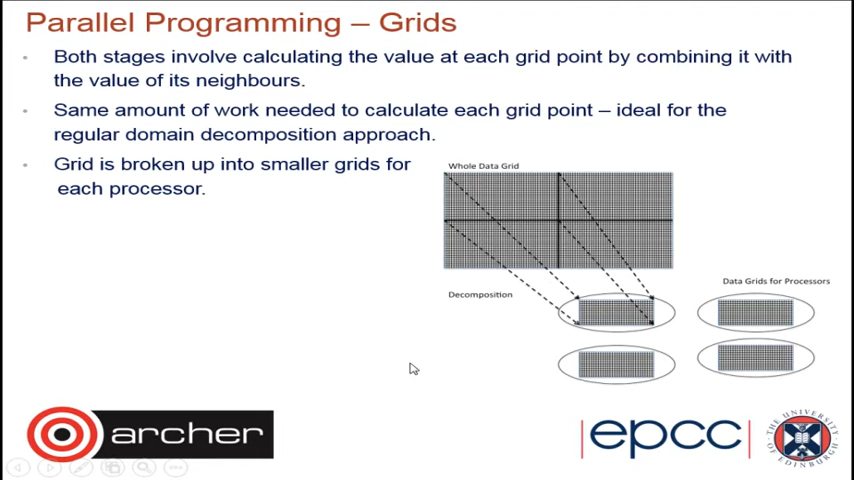 Parallel Programming – Grids
Both stages involve calculating the value at each grid point by combining it with
the value of its neighbours.
Same amount of work needed to calculate each grid point – ideal for the
regular domain decomposition approach.
Grid is broken up into smaller grids for
each processor.
Whole Data Grid
Decomposition
Data Grids for Processors
archer
epcc
THE UNIVERSITY OF EDINBURGH